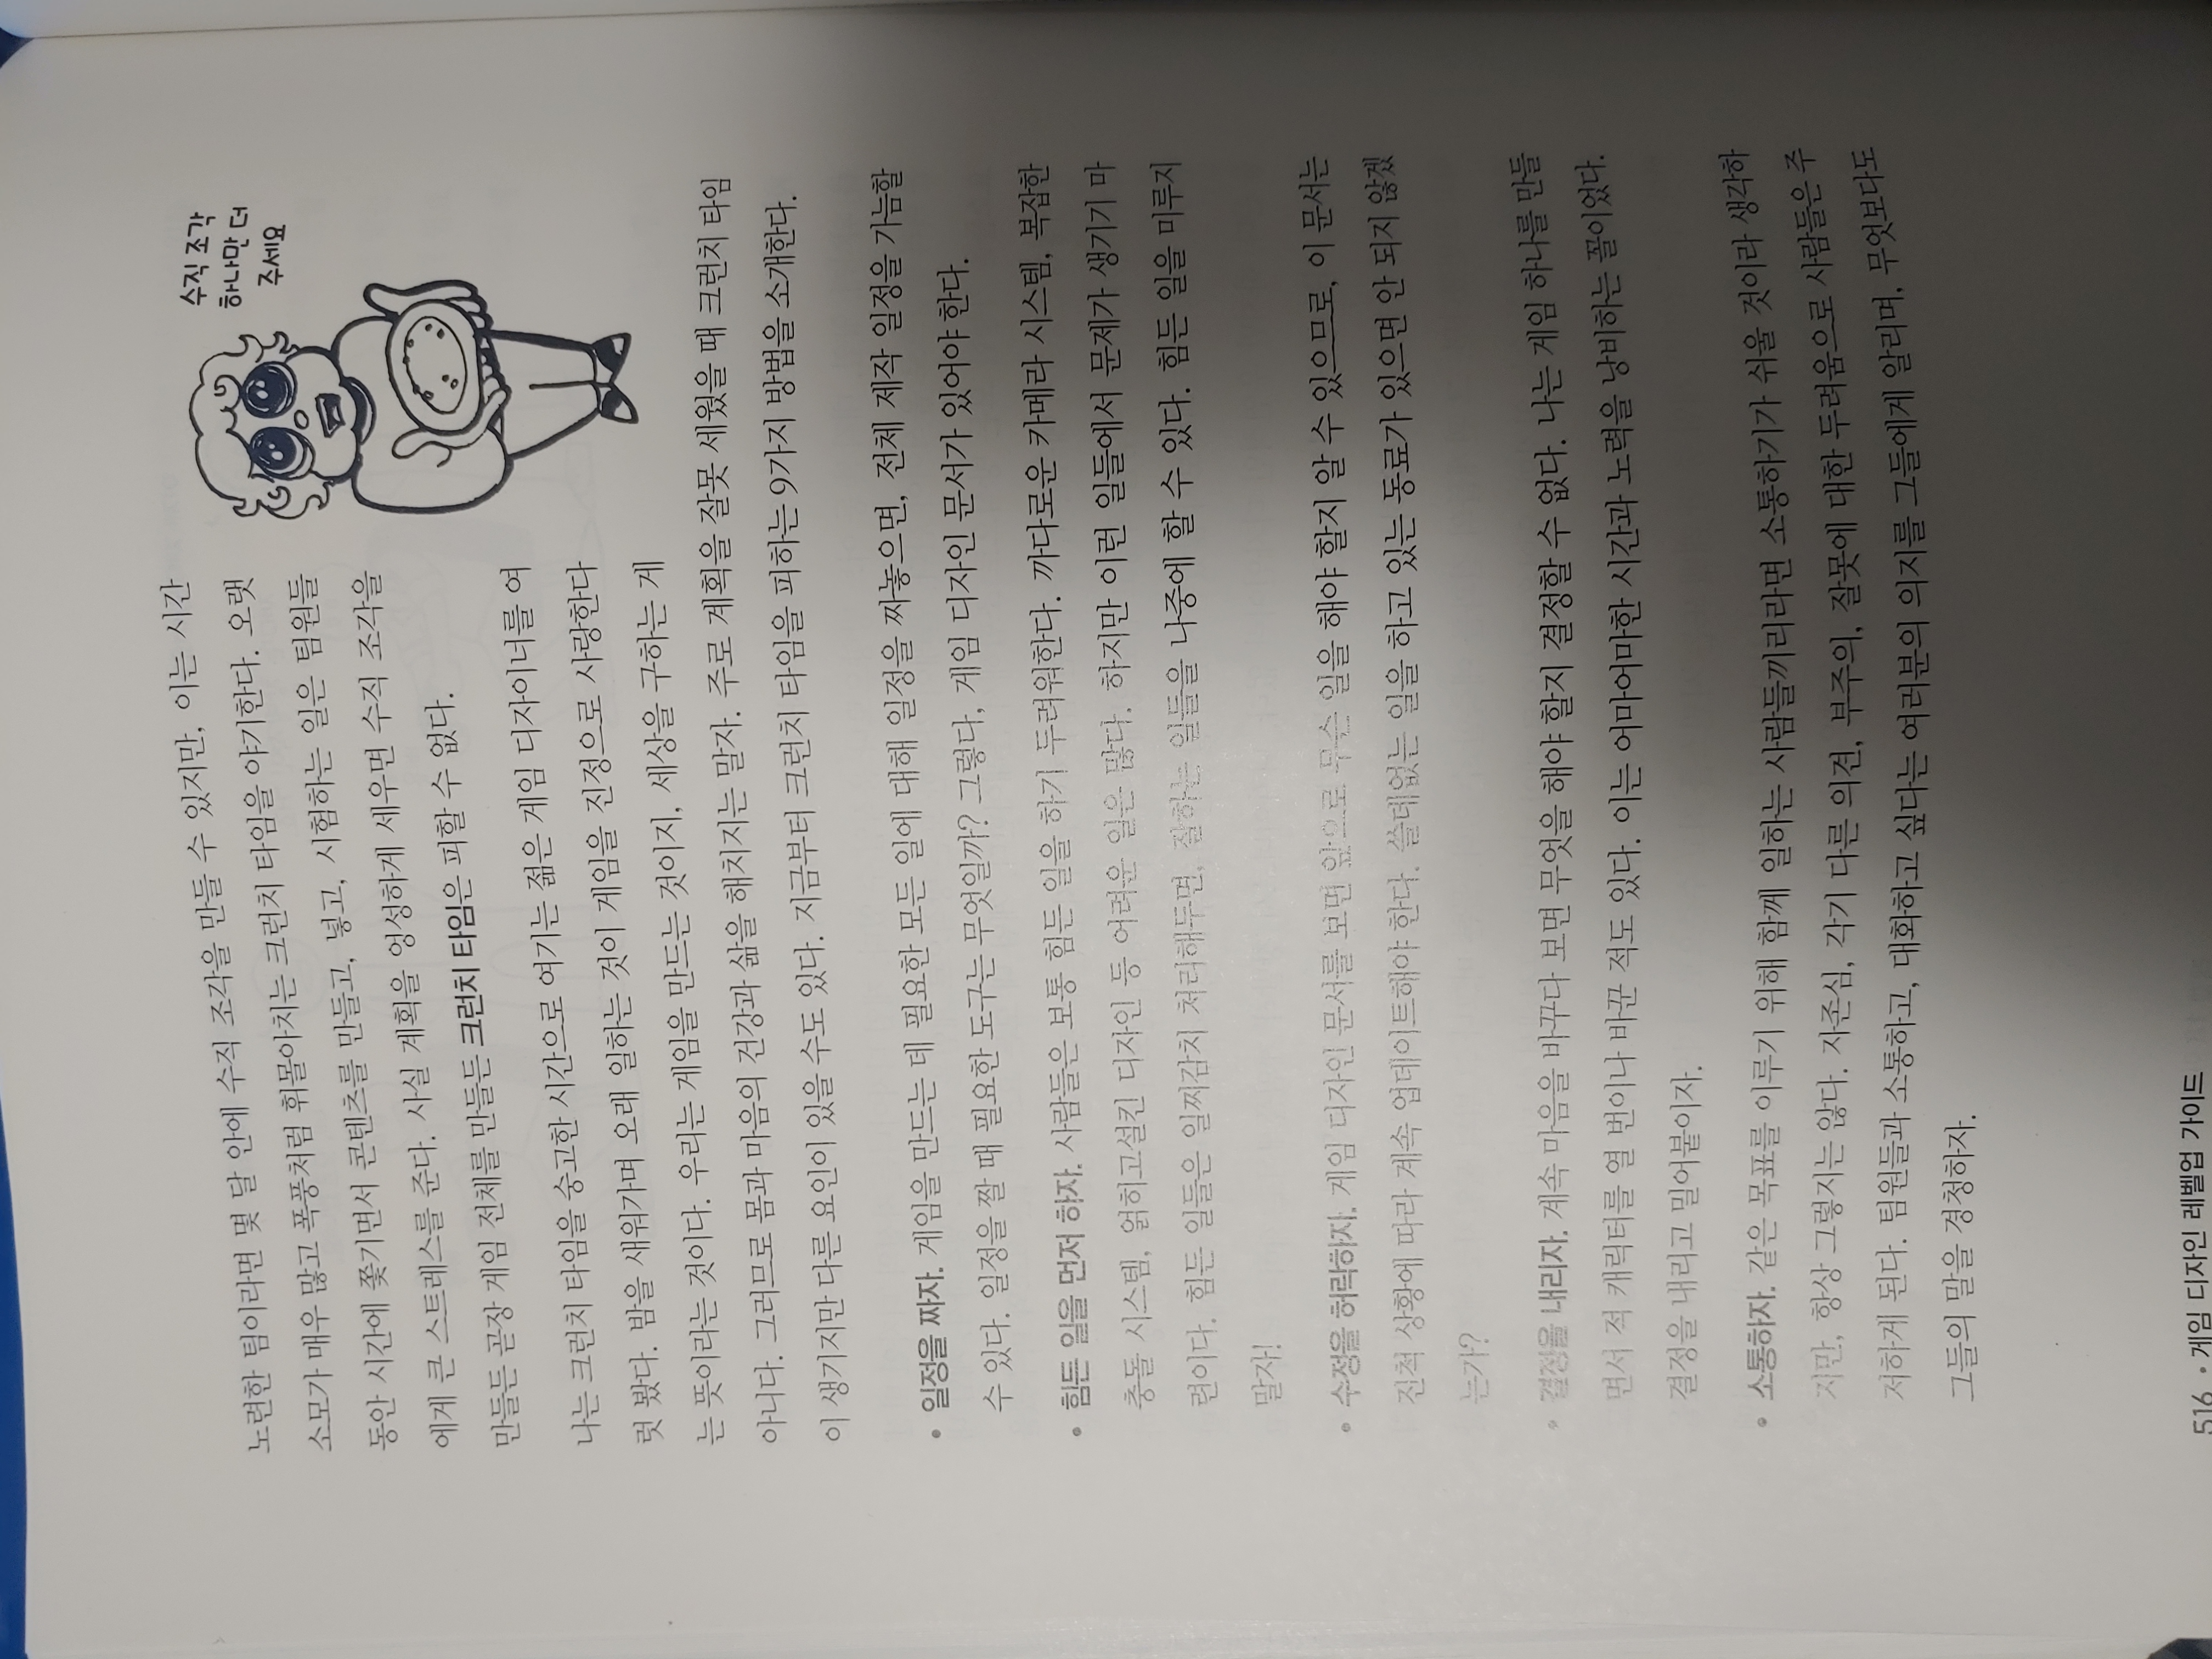 노련한 팀이라면 몇 달 안에 수직 조각을 만들 수 있지만, 이는 시간
소모가 매우 많고 폭풍처럼 휘몰아치는 크런치 타임을 야기한다. 오랫
동안 시간에 쫓기면서 콘텐츠를 만들고, 넣고, 시험하는 일은 팀원들
에게 큰 스트레스를 준다. 사실 계획을 엉성하게 세우면 수직 조각을
만들든 곧장 게임 전체를 만들든 크런치 타임은 피할 수 없다.
수직 조각
하나만 더
주세요
나는 크런치 타임을 숭고한 시간으로 여기는 젊은 게임 디자이너를 여
럿 봤다. 밤을 새워가며 오래 일하는 것이 게임을 진정으로 사랑한다
는 뜻이라는 것이다. 우리는 게임을 만드는 것이지, 세상을 구하는 게
아니다. 그러므로 몸과 마음의 건강과 삶을 해치지는 말자. 주로 계획을 잘못 세웠을 때 크런치 타임
이 생기지만 다른 요인이 있을 수도 있다. 지금부터 크런치 타임을 피하는 9가지 방법을 소개한다.
• 일정을 짜자. 게임을 만드는 데 필요한 모든 일에 대해 일정을 짜놓으면, 전체 제작 일정을 가늠할
수 있다. 일정을 짤 때 필요한 도구는 무엇일까? 그렇다, 게임 디자인 문서가 있어야 한다.
• 힘든 일을 먼저 하자. 사람들은 보통 힘든 일을 하기 두려워한다. 까다로운 카메라 시스템, 복잡한
충돌 시스템, 얽히고설킨 디자인 등 어려운 일은 많다. 하지만 이런 일들에서 문제가 생기기 마
련이다. 힘든 일들은 일찌감치 처리해두면, 잘하는 일들을 나중에 할 수 있다. 힘든 일을 미루지
말자!
• 수정을 허락하자. 게임 디자인 문서를 보면 앞으로 무슨 일을 해야 할지 알 수 있으므로, 이 문서는
진척 상황에 따라 계속 업데이트해야 한다. 쓸데없는 일을 하고 있는 동료가 있으면 안 되지 않겠
는가?
• 결정을 내리자. 계속 마음을 바꾸다 보면 무엇을 해야 할지 결정할 수 없다. 나는 게임 하나를 만들
면서 적 캐릭터를 열 번이나 바꾼 적도 있다. 이는 어마어마한 시간과 노력을 낭비하는 꼴이었다.
결정을 내리고 밀어붙이자.
• 소통하자. 같은 목표를 이루기 위해 함께 일하는 사람들끼리라면 소통하기가 쉬울 것이라 생각하
지만, 항상 그렇지는 않다. 자존심, 각기 다른 의견, 부주의, 잘못에 대한 두려움으로 사람들은 주
저하게 된다. 팀원들과 소통하고, 대화하고 싶다는 여러분의 의지를 그들에게 알리며, 무엇보다도
그들의 말을 경청하자.
516 • 게임 디자인 레벨업 가이드